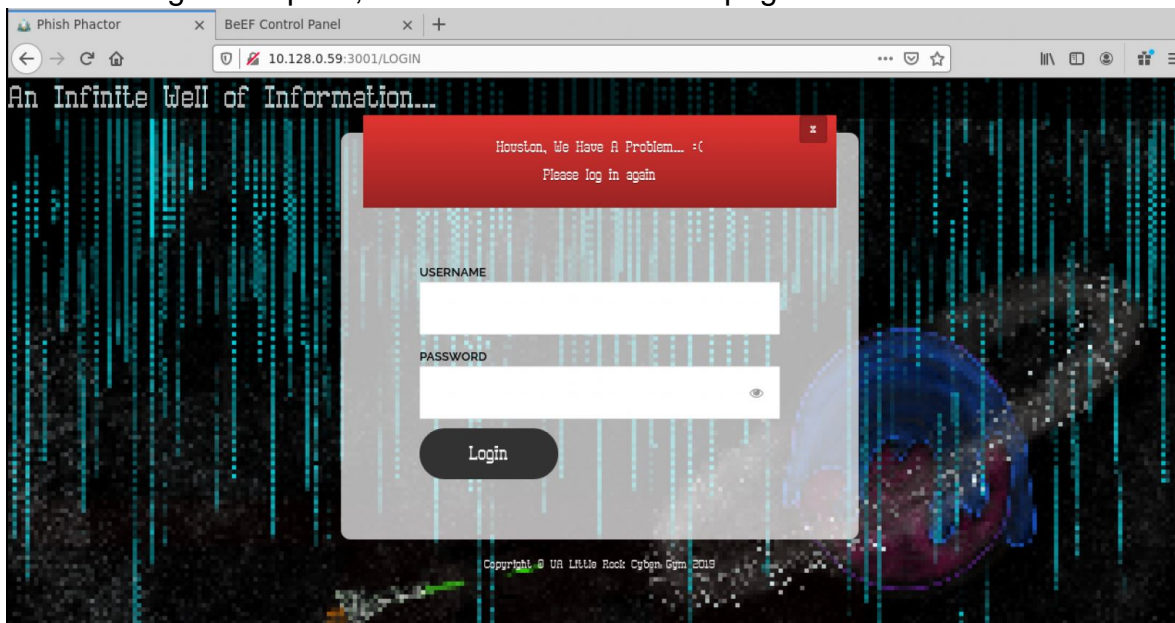 Phish Phactor
BeEF Control Panel
10.128.0.59:3001/LOGIN
An Infinite Well of Information...
Houston, We Have A Problem... :(
Please log in again
x
USERNAME
PASSWORD
Login
Copyright © UA Little Rock Cyber Gym 2019